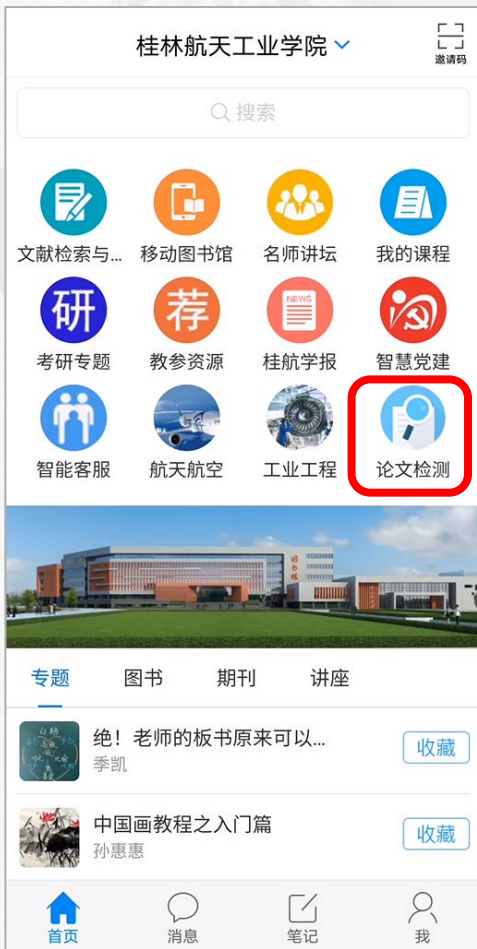 桂林航天工业学院
邀请码
搜索
文献检索与... 移动图书馆 名师讲坛 我的课程
研 荐 NEWS
考研专题 教参资源 桂航学报 智慧党建
智能客服 航天航空 工业工程 论文检测
图书馆
专题 图书 期刊 讲座
绝！老师的板书原来可以...
季凯
收藏
中国画教程之入门篇
孙惠惠
收藏
首页 消息 笔记 我